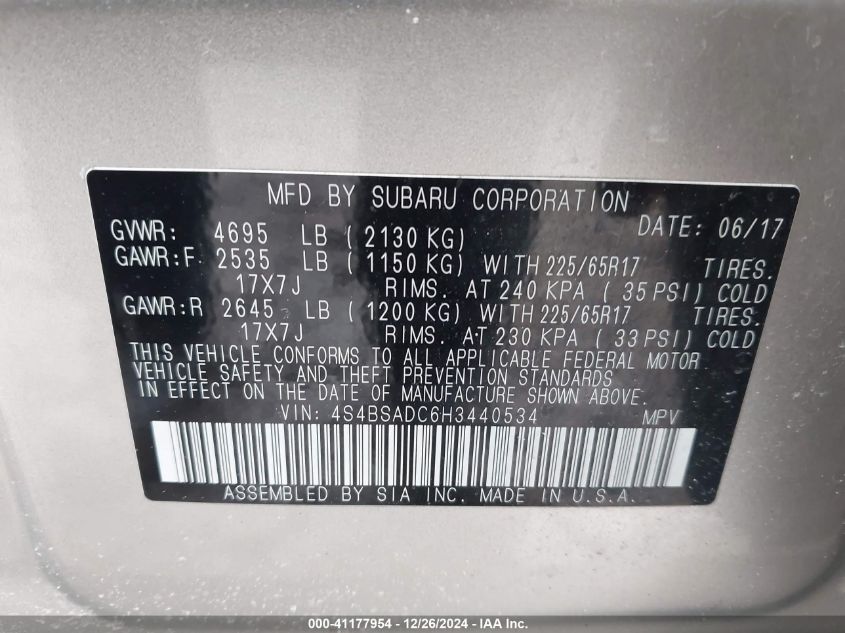 MFD BY SUBARU CORPORATION
DATE: 06/17
GVWR: 4695 LB ( 2130 KG)
GAWR:F 2535 LB ( 1150 KG) WITH 225/65R17 TIRES.
17X7J RIMS. AT 240 KPA ( 35 PSI) COLD
GAWR:R 2645 LB ( 1200 KG) WITH 225/65R17 TIRES.
17X7J RIMS. AT 230 KPA ( 33 PSI) COLD
THIS VEHICLE CONFORMS TO ALL APPLICABLE FEDERAL MOTOR
VEHICLE SAFETY AND THEFT PREVENTION STANDARDS
IN EFFECT ON THE DATE OF MANUFACTURE SHOWN ABOVE.
VIN: 4S4BSADC6H3440534 MPV
ASSEMBLED BY SIA INC. MADE IN U.S.A.
000-41177954 - 12/26/2024 - IAA Inc.